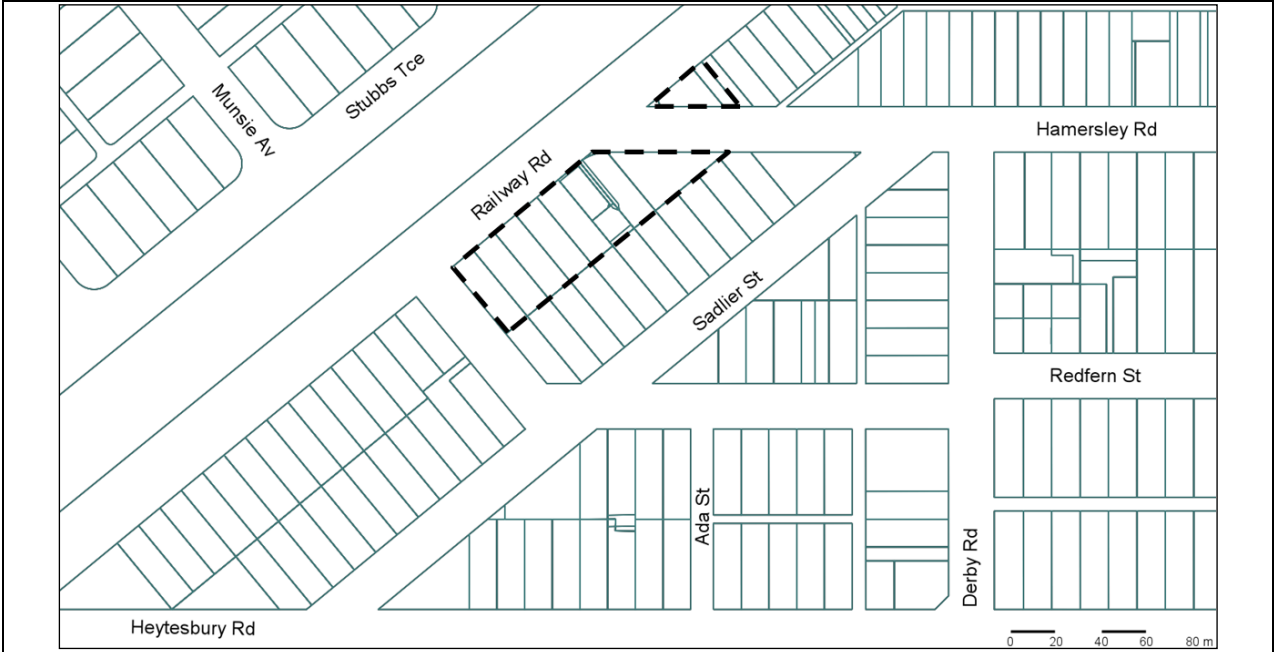 Stubbs Tce
Munsie Av
Hamersley Rd
Railway Rd
Sadlier St
Redfern St
Ada St
Derby Rd
Heytesbury Rd
0 20 40 60 80 m